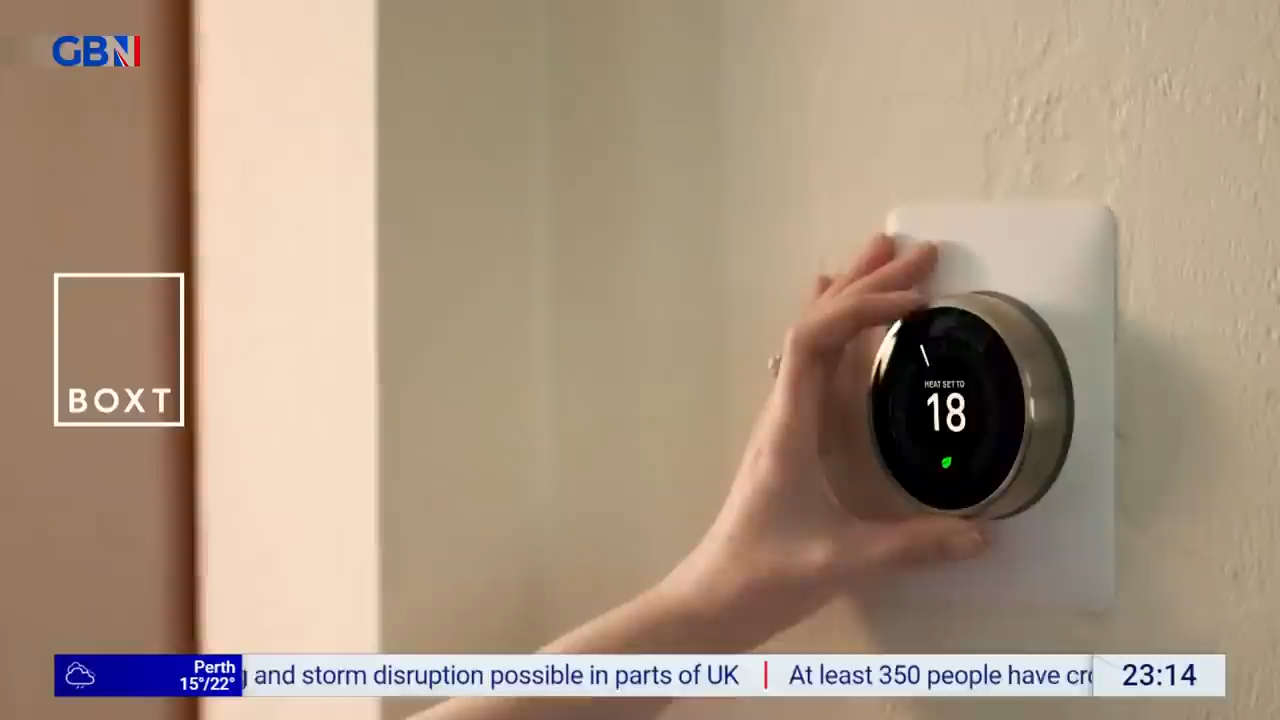 GBN
BOXT
HEAT SET TO
18
Perth
15°/22°
and storm disruption possible in parts of UK
At least 350 people have
23:14